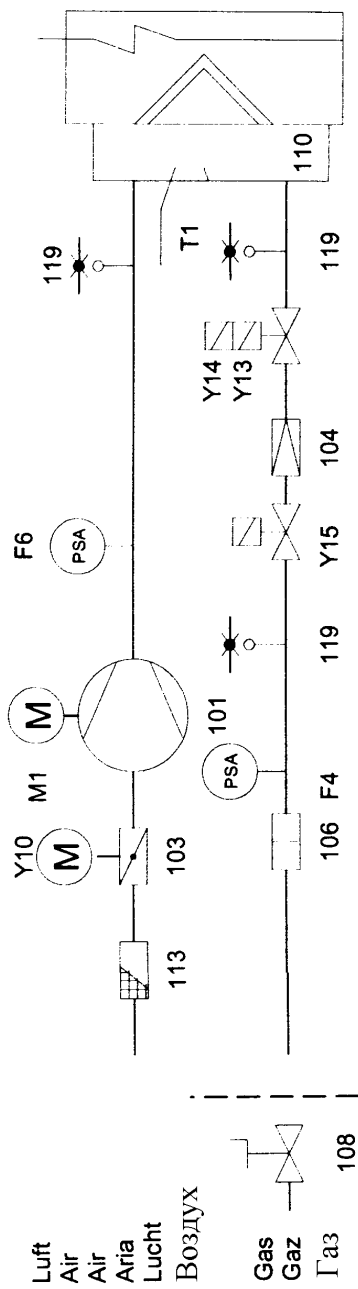 Luft
Air
Air
Aria
Lucht
Воздух
113
Y10
M
103
M1
M
101
F6
PSA
119
T1
110
Gas
Gaz
Газ
108
106
F4
PSA
119
Y15
104
Y14
Y13
119